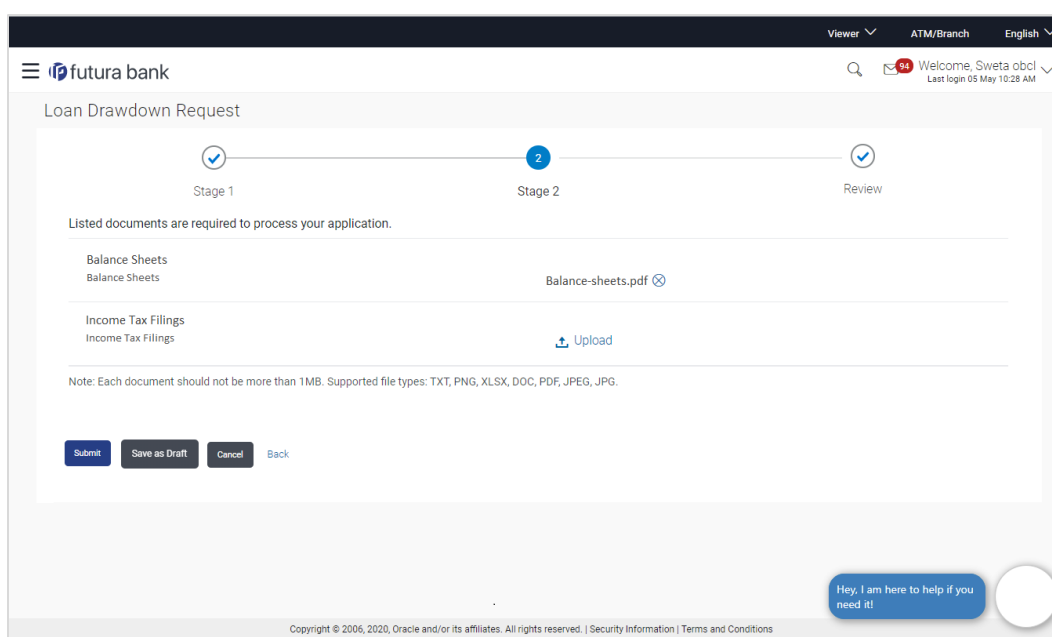 Viewer ATM/Branch English
futura bank
94 Welcome, Sweta obcl
Last login 05 May 10:28 AM
Loan Drawdown Request
2
Stage 1 Stage 2 Review
Listed documents are required to process your application.
Balance Sheets
Balance Sheets
Balance-sheets.pdf
Income Tax Filings
Income Tax Filings
Upload
Note: Each document should not be more than 1MB. Supported file types: TXT, PNG, XLSX, DOC, PDF, JPEG, JPG.
Submit Save as Draft Cancel Back
Hey, I am here to help if you
need it!
Copyright © 2006, 2020, Oracle and/or its affiliates. All rights reserved. | Security Information | Terms and Conditions